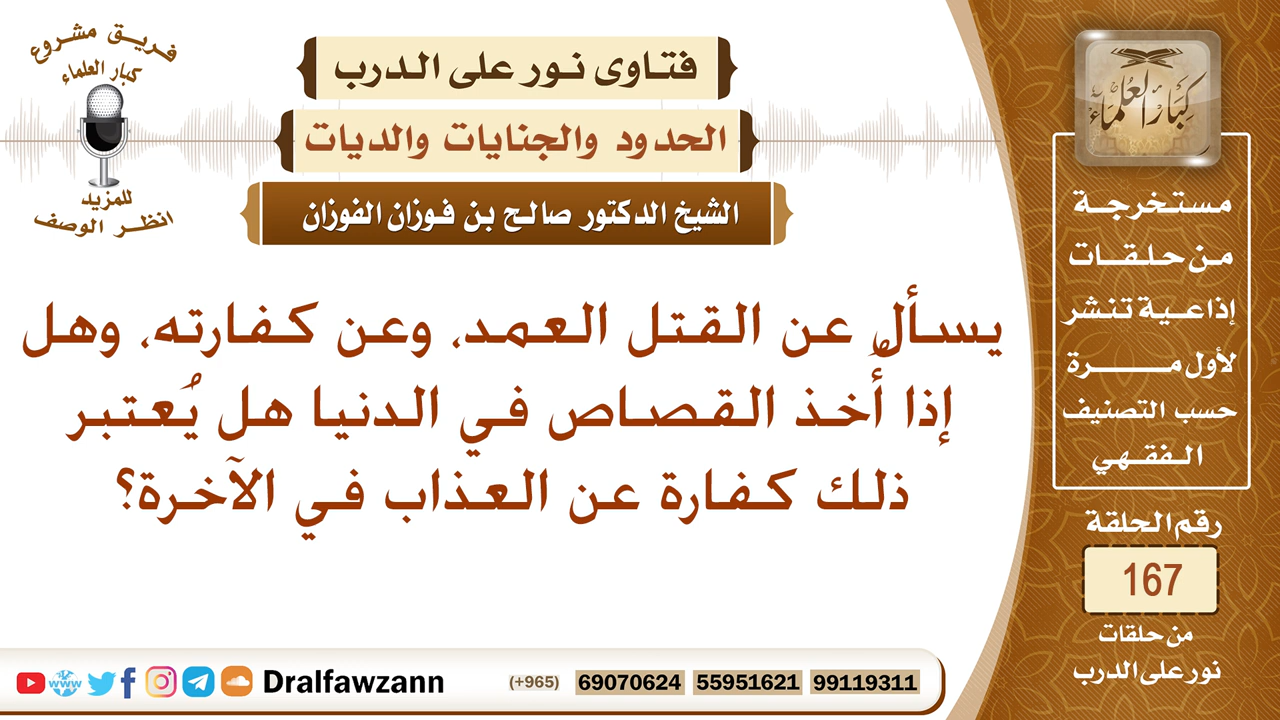 فريق مشروع
كبار العلماء
للمزيد
انظر الوصف
فتاوى نور على الدرب
الحدود والجنايات والديات
الشيخ الدكتور صالح بن فوزان الفوزان
يسأل عن القتل العمد، وعن كفارته، وهل
إذا أُخذ القصاص في الدنيا هل يُعتبر
ذلك كفارة عن العذاب في الآخرة؟
كبار العلماء
مستخرجة
من حلقات
إذاعية تنشر
لأول مرة
حسب التصنيف
الفقهي
رقم الحلقة
167
من حلقات
نور على الدرب
www Dralfawzann (+965) 69070624 55951621 99119311